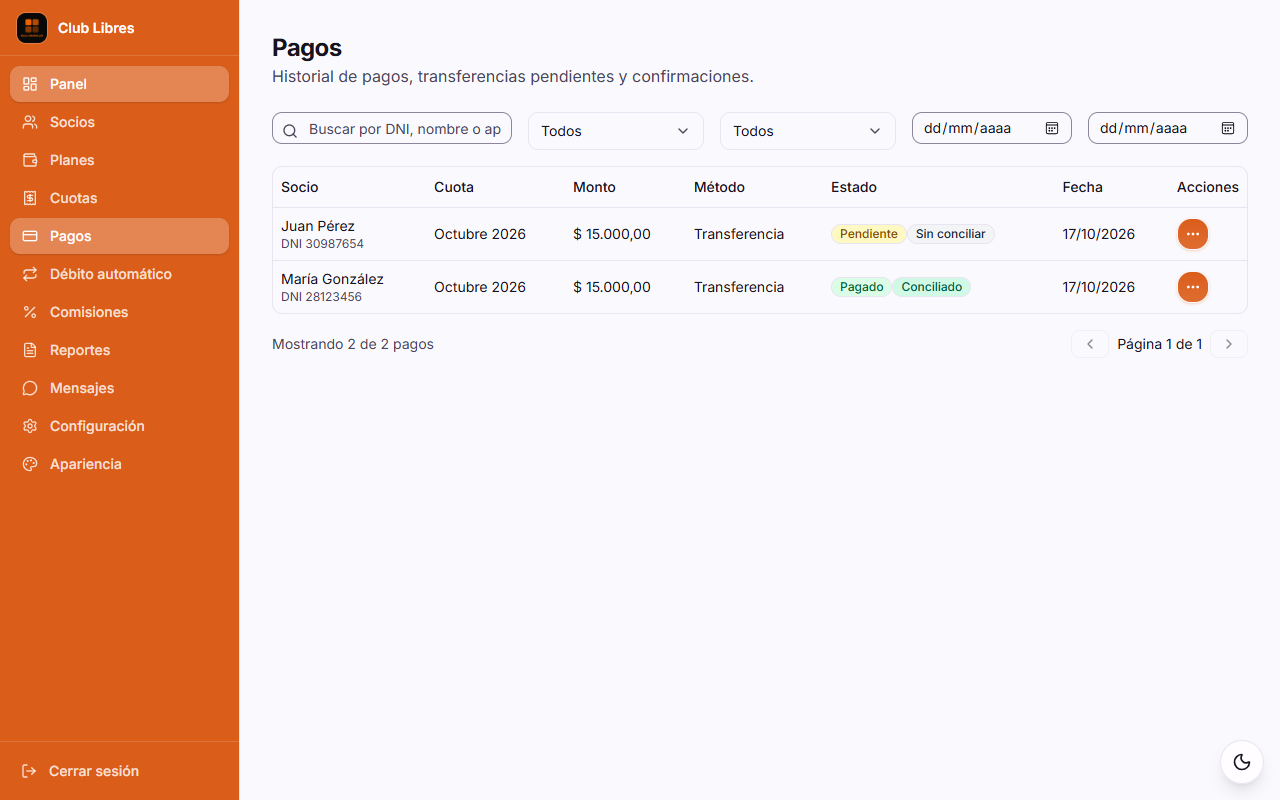 Club Libres
Panel
Socios
Planes
Cuotas
Pagos
Débito automático
Comisiones
Reportes
Mensajes
Configuración
Apariencia
Cerrar sesión
Pagos
Historial de pagos, transferencias pendientes y confirmaciones.
Buscar por DNI, nombre o ap
Todos
Todos
dd/mm/aaaa
dd/mm/aaaa
Socio Cuota Monto Método Estado Fecha Acciones
Juan Pérez
DNI 30987654
Octubre 2026 $ 15.000,00 Transferencia Pendiente Sin conciliar 17/10/2026
María González
DNI 28123456
Octubre 2026 $ 15.000,00 Transferencia Pagado Conciliado 17/10/2026
Mostrando 2 de 2 pagos
Página 1 de 1